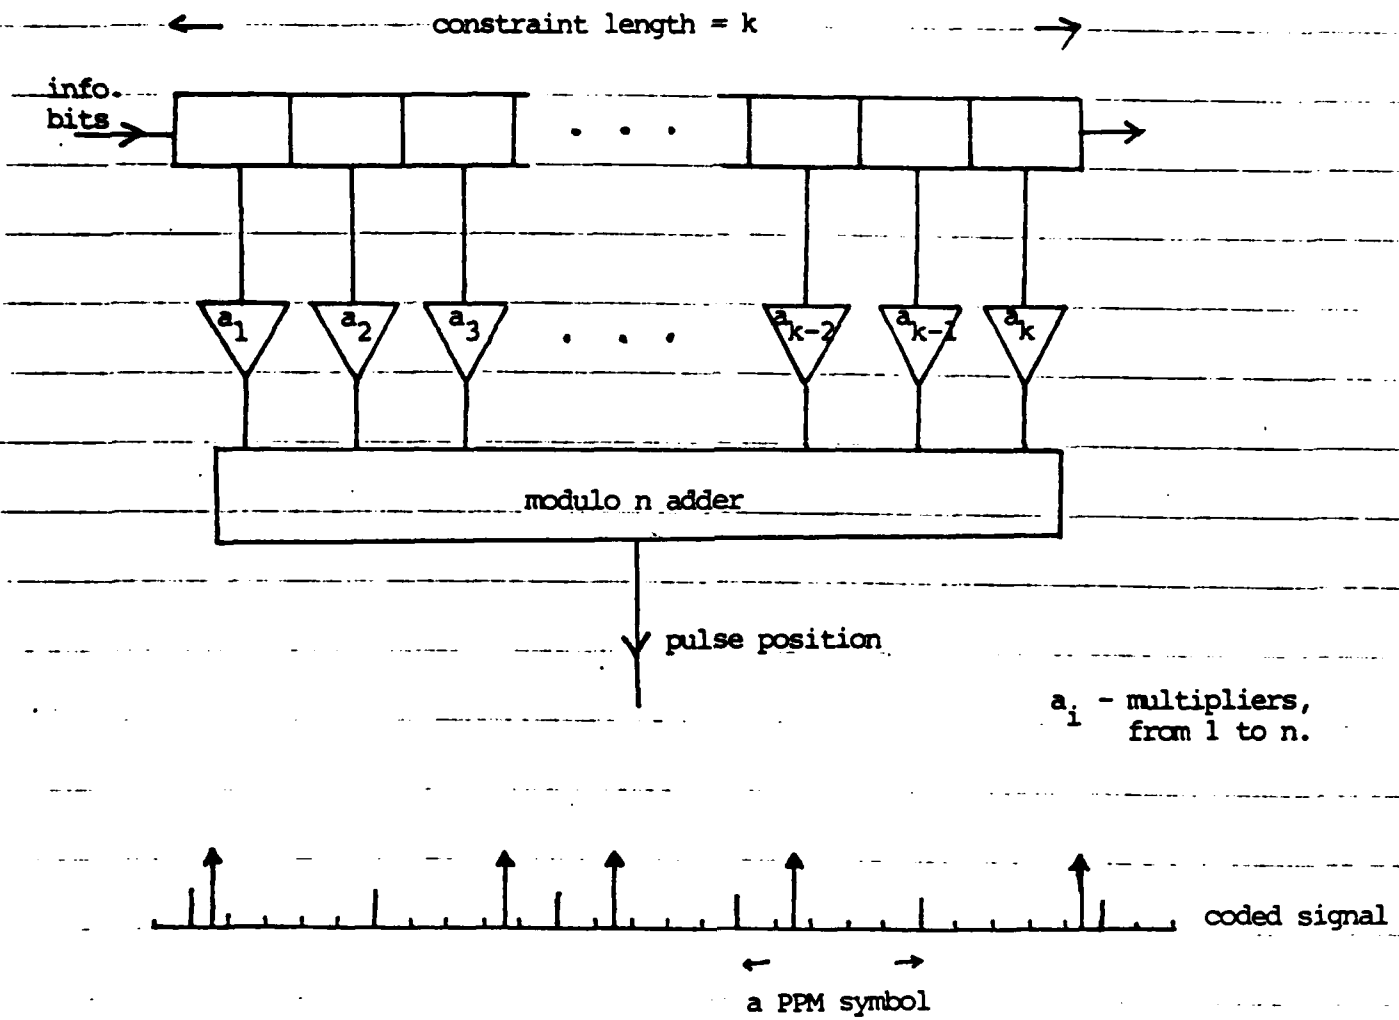 constraint length = k
info.
bits
a1 a2 a3 . . . ak-2 ak-1 ak
modulo n adder
pulse position
ai - multipliers,
from 1 to n.
coded signal
a PPM symbol